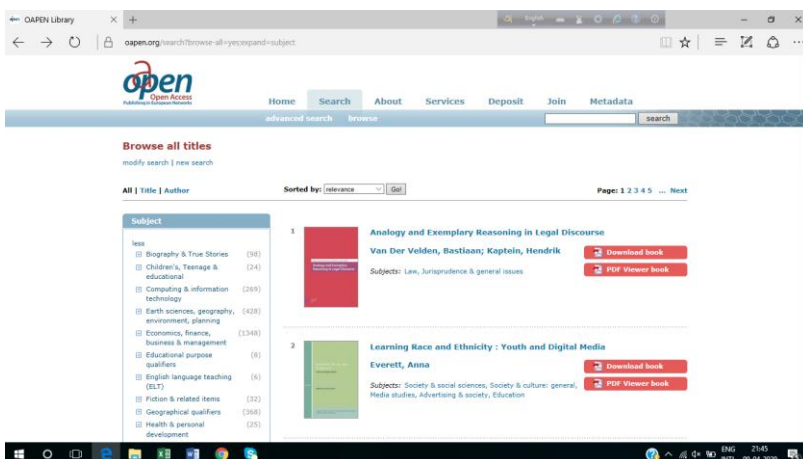 OAPEN Library
English
oapen.org/search?browse-all=yes;expand=subject
open
Open Access
Publishing in European Networks
Home Search About Services Deposit Join Metadata
advanced search browse
search
Browse all titles
modify search | new search
All | Title | Author
Sorted by: relevance Go!
Page: 1 2 3 4 5 ... Next
Subject
less
Biography & True Stories (98)
Children's, Teenage & educational (24)
Computing & information technology (269)
Earth sciences, geography, environment, planning (428)
Economics, finance, business & management (1348)
Educational purpose qualifiers (6)
English language teaching (ELT) (6)
Fiction & related items (32)
Geographical qualifiers (368)
Health & personal development (25)
1
Analogy and Exemplary Reasoning in Legal Discourse
Van Der Velden, Bastiaan; Kaptein, Hendrik
Subjects: Law, Jurisprudence & general issues
Download book
PDF Viewer book
2
Learning Race and Ethnicity : Youth and Digital Media
Everett, Anna
Subjects: Society & social sciences, Society & culture: general,
Media studies, Advertising & society, Education
Download book
PDF Viewer book
ENG
INTL
21:45
09-04-2020